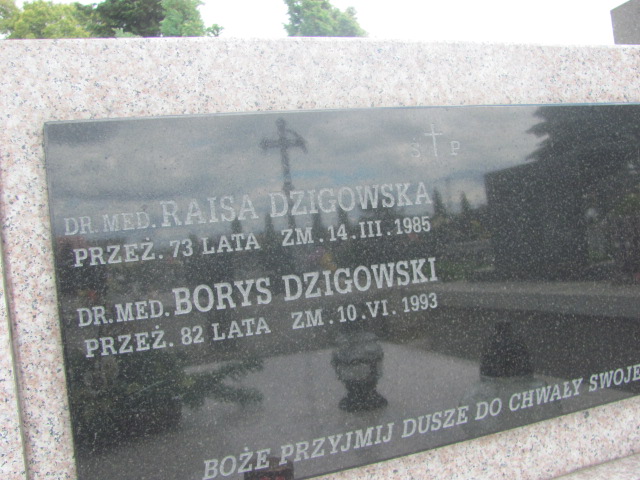 Ś P
DR. MED. RAISA DZIGOWSKA
PRZEŻ. 73 LATA ZM. 14. III. 1985
DR. MED. BORYS DZIGOWSKI
PRZEŻ. 82 LATA ZM. 10. VI. 1993
BOŻE PRZYJMIJ DUSZE DO CHWAŁY SWOJE